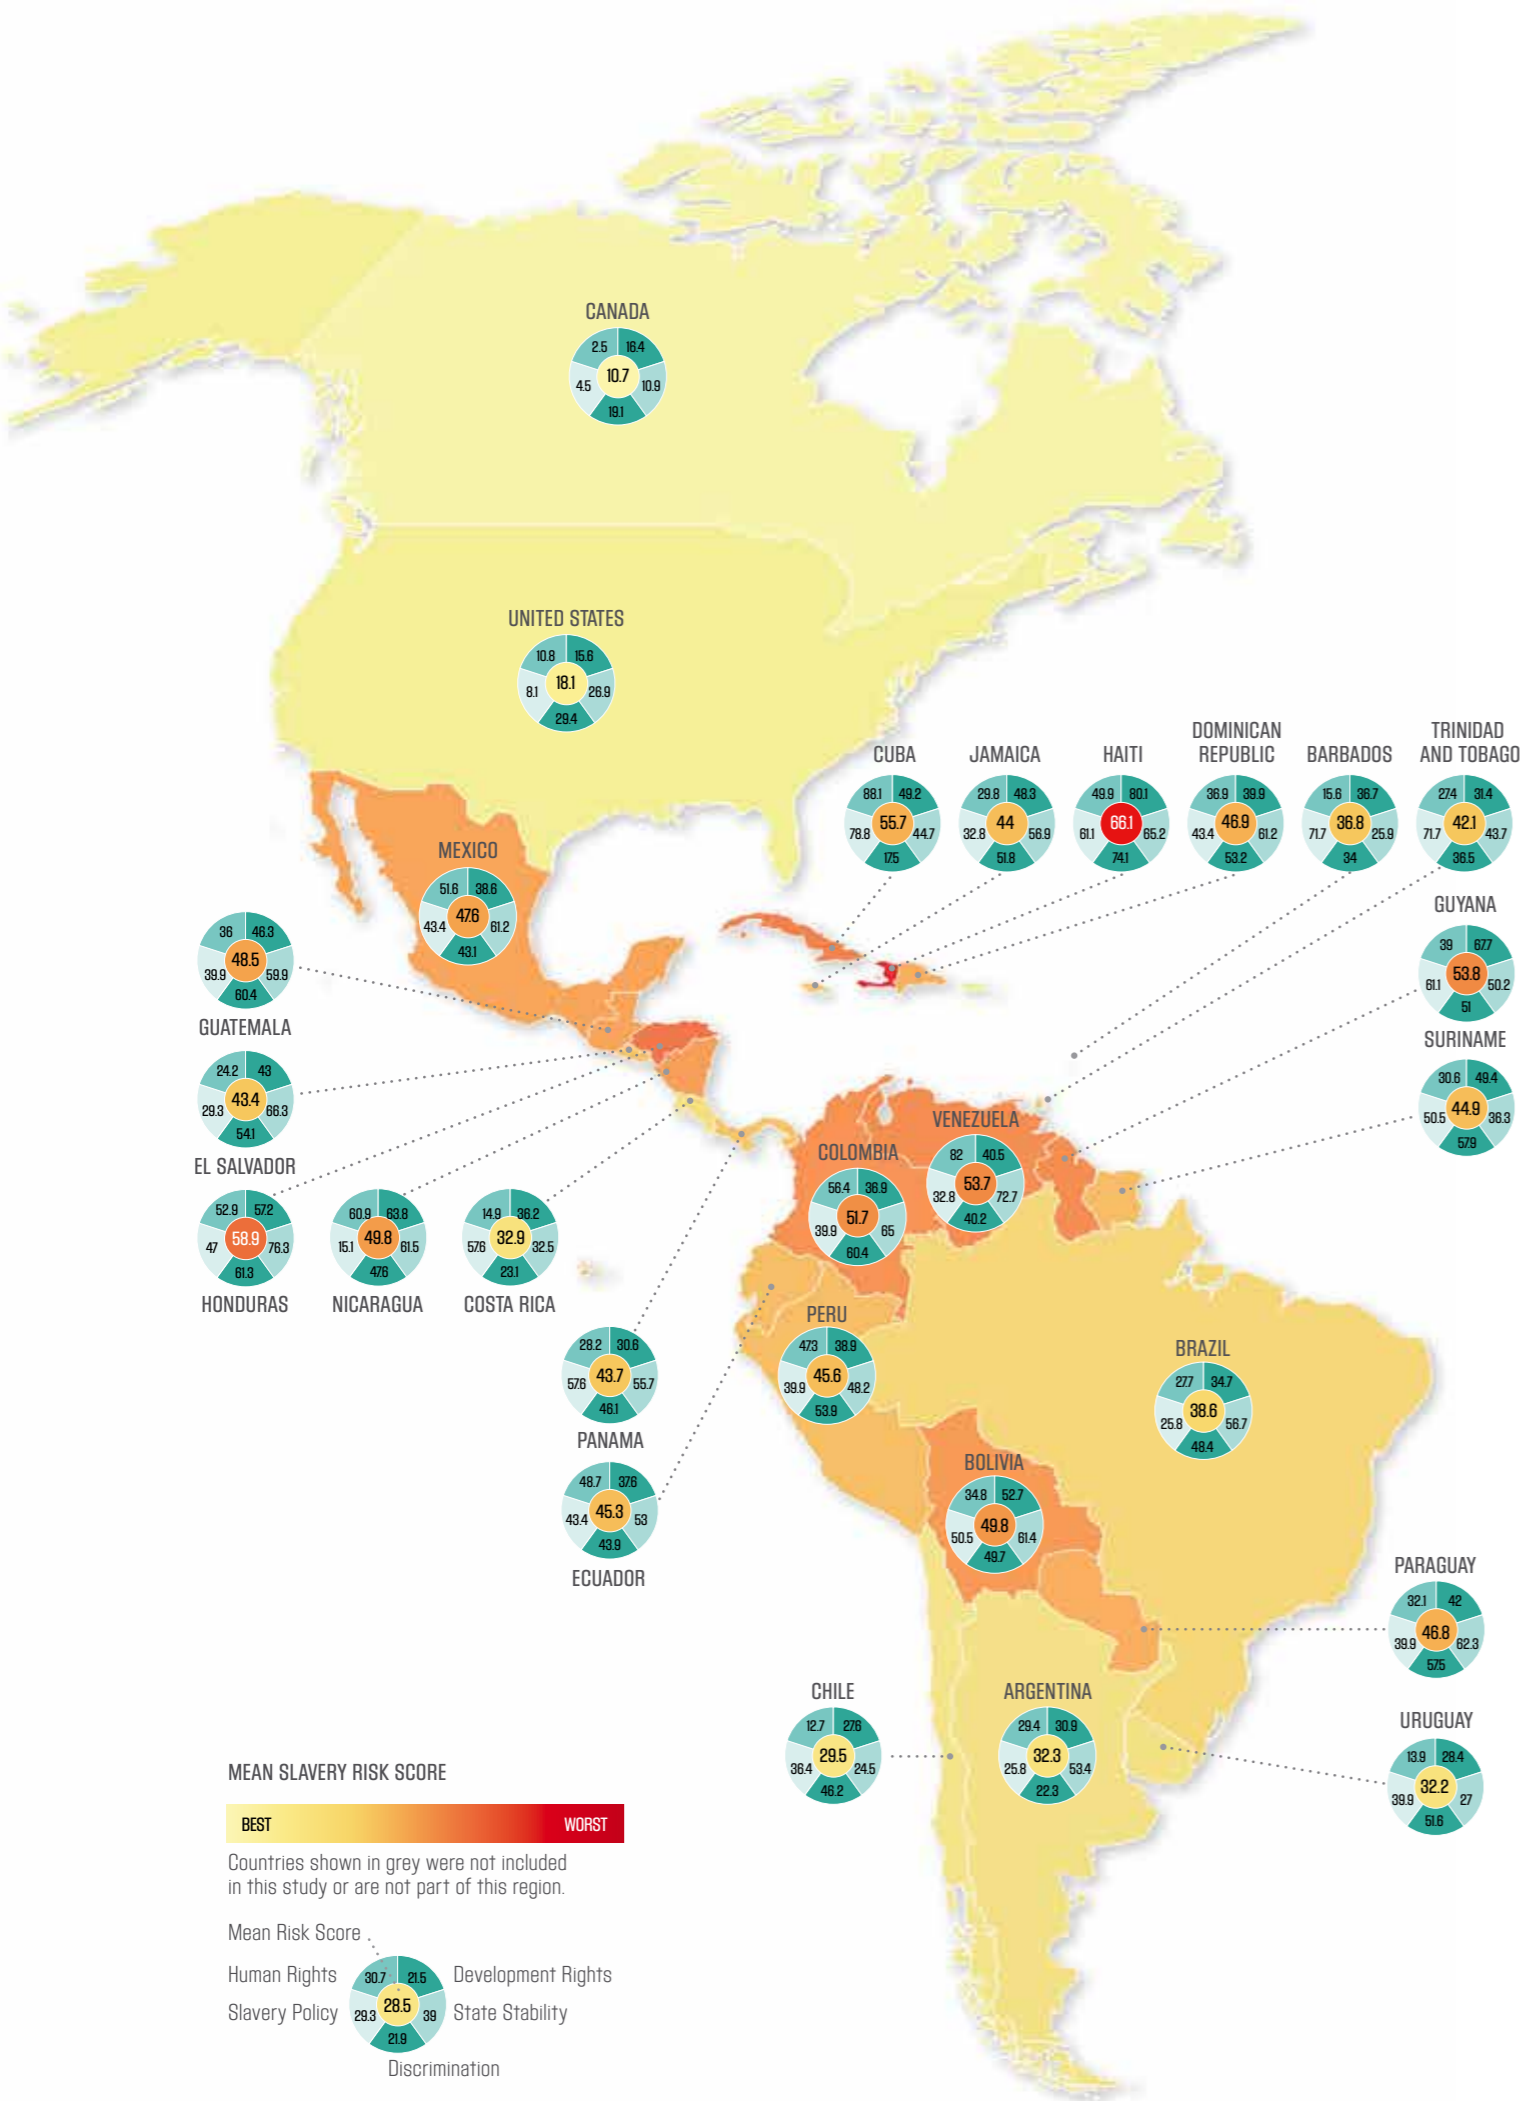 CANADA
2.5 16.4
4.5 10.7 10.9
19.1
UNITED STATES
10.8 15.6
8.1 18.1 26.9
29.4
MEXICO
51.6 38.6
43.4 47.6 61.2
43.1
CUBA
88.1 49.2
78.8 55.7 44.7
17.5
JAMAICA
29.8 48.3
32.8 44 56.9
51.8
HAITI
49.9 80.1
61.1 66.1 65.2
74.1
DOMINICAN
REPUBLIC
36.9 39.9
43.4 46.9 61.2
53.2
BARBADOS
15.6 36.7
71.7 36.8 25.9
34
TRINIDAD
AND TOBAGO
27.4 31.4
71.7 42.1 43.7
36.5
GUYANA
39 67.7
61.1 53.8 50.2
51
SURINAME
30.6 49.4
50.5 44.9 36.3
57.9
36 46.3
39.9 48.5 59.9
60.4
GUATEMALA
24.2 43
29.3 43.4 66.3
54.1
EL SALVADOR
52.9 57.2
47 58.9 76.3
61.3
HONDURAS
60.9 63.8
15.1 49.8 61.5
47.6
NICARAGUA
14.9 36.2
57.6 32.9 32.5
23.1
COSTA RICA
28.2 30.6
57.6 43.7 55.7
46.1
PANAMA
48.7 37.6
43.4 45.3 53
43.9
ECUADOR
VENEZUELA
82 40.5
32.8 53.7 72.7
40.2
COLOMBIA
56.4 36.9
39.9 51.7 65
60.4
PERU
47.3 38.9
39.9 45.6 48.2
53.9
BRAZIL
27.7 34.7
25.8 38.6 56.7
48.4
BOLIVIA
34.8 52.7
50.5 49.8 61.4
49.7
PARAGUAY
32.1 42
39.9 46.8 62.3
57.5
CHILE
12.7 27.6
36.4 29.5 24.5
46.2
ARGENTINA
29.4 30.9
25.8 32.3 53.4
22.3
URUGUAY
13.9 28.4
39.9 32.2 27
51.6
MEAN SLAVERY RISK SCORE
BEST WORST
Countries shown in grey were not included
in this study or are not part of this region.
Mean Risk Score
Human Rights 30.7 21.5 Development Rights
Slavery Policy 29.3 28.5 39 State Stability
21.9
Discrimination